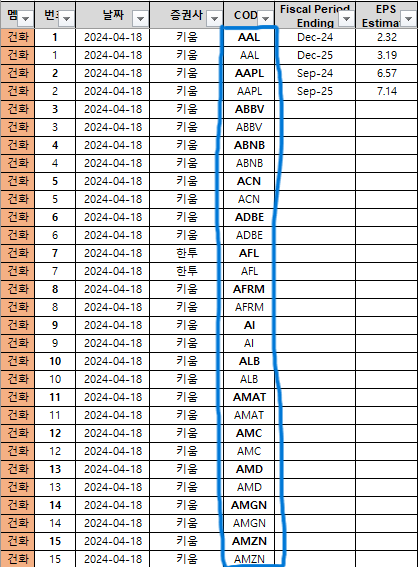 멤 번호 날짜 증권사 COD Fiscal Period Ending EPS Estimat
건화 1 2024-04-18 키움 AAL Dec-24 2.32
건화 1 2024-04-18 키움 AAL Dec-25 3.19
건화 2 2024-04-18 키움 AAPL Sep-24 6.57
건화 2 2024-04-18 키움 AAPL Sep-25 7.14
건화 3 2024-04-18 키움 ABBV
건화 3 2024-04-18 키움 ABBV
건화 4 2024-04-18 키움 ABNB
건화 4 2024-04-18 키움 ABNB
건화 5 2024-04-18 키움 ACN
건화 5 2024-04-18 키움 ACN
건화 6 2024-04-18 키움 ADBE
건화 6 2024-04-18 키움 ADBE
건화 7 2024-04-18 한투 AFL
건화 7 2024-04-18 한투 AFL
건화 8 2024-04-18 키움 AFRM
건화 8 2024-04-18 키움 AFRM
건화 9 2024-04-18 키움 AI
건화 9 2024-04-18 키움 AI
건화 10 2024-04-18 키움 ALB
건화 10 2024-04-18 키움 ALB
건화 11 2024-04-18 키움 AMAT
건화 11 2024-04-18 키움 AMAT
건화 12 2024-04-18 키움 AMC
건화 12 2024-04-18 키움 AMC
건화 13 2024-04-18 키움 AMD
건화 13 2024-04-18 키움 AMD
건화 14 2024-04-18 키움 AMGN
건화 14 2024-04-18 키움 AMGN
건화 15 2024-04-18 키움 AMZN
건화 15 2024-04-18 키움 AMZN